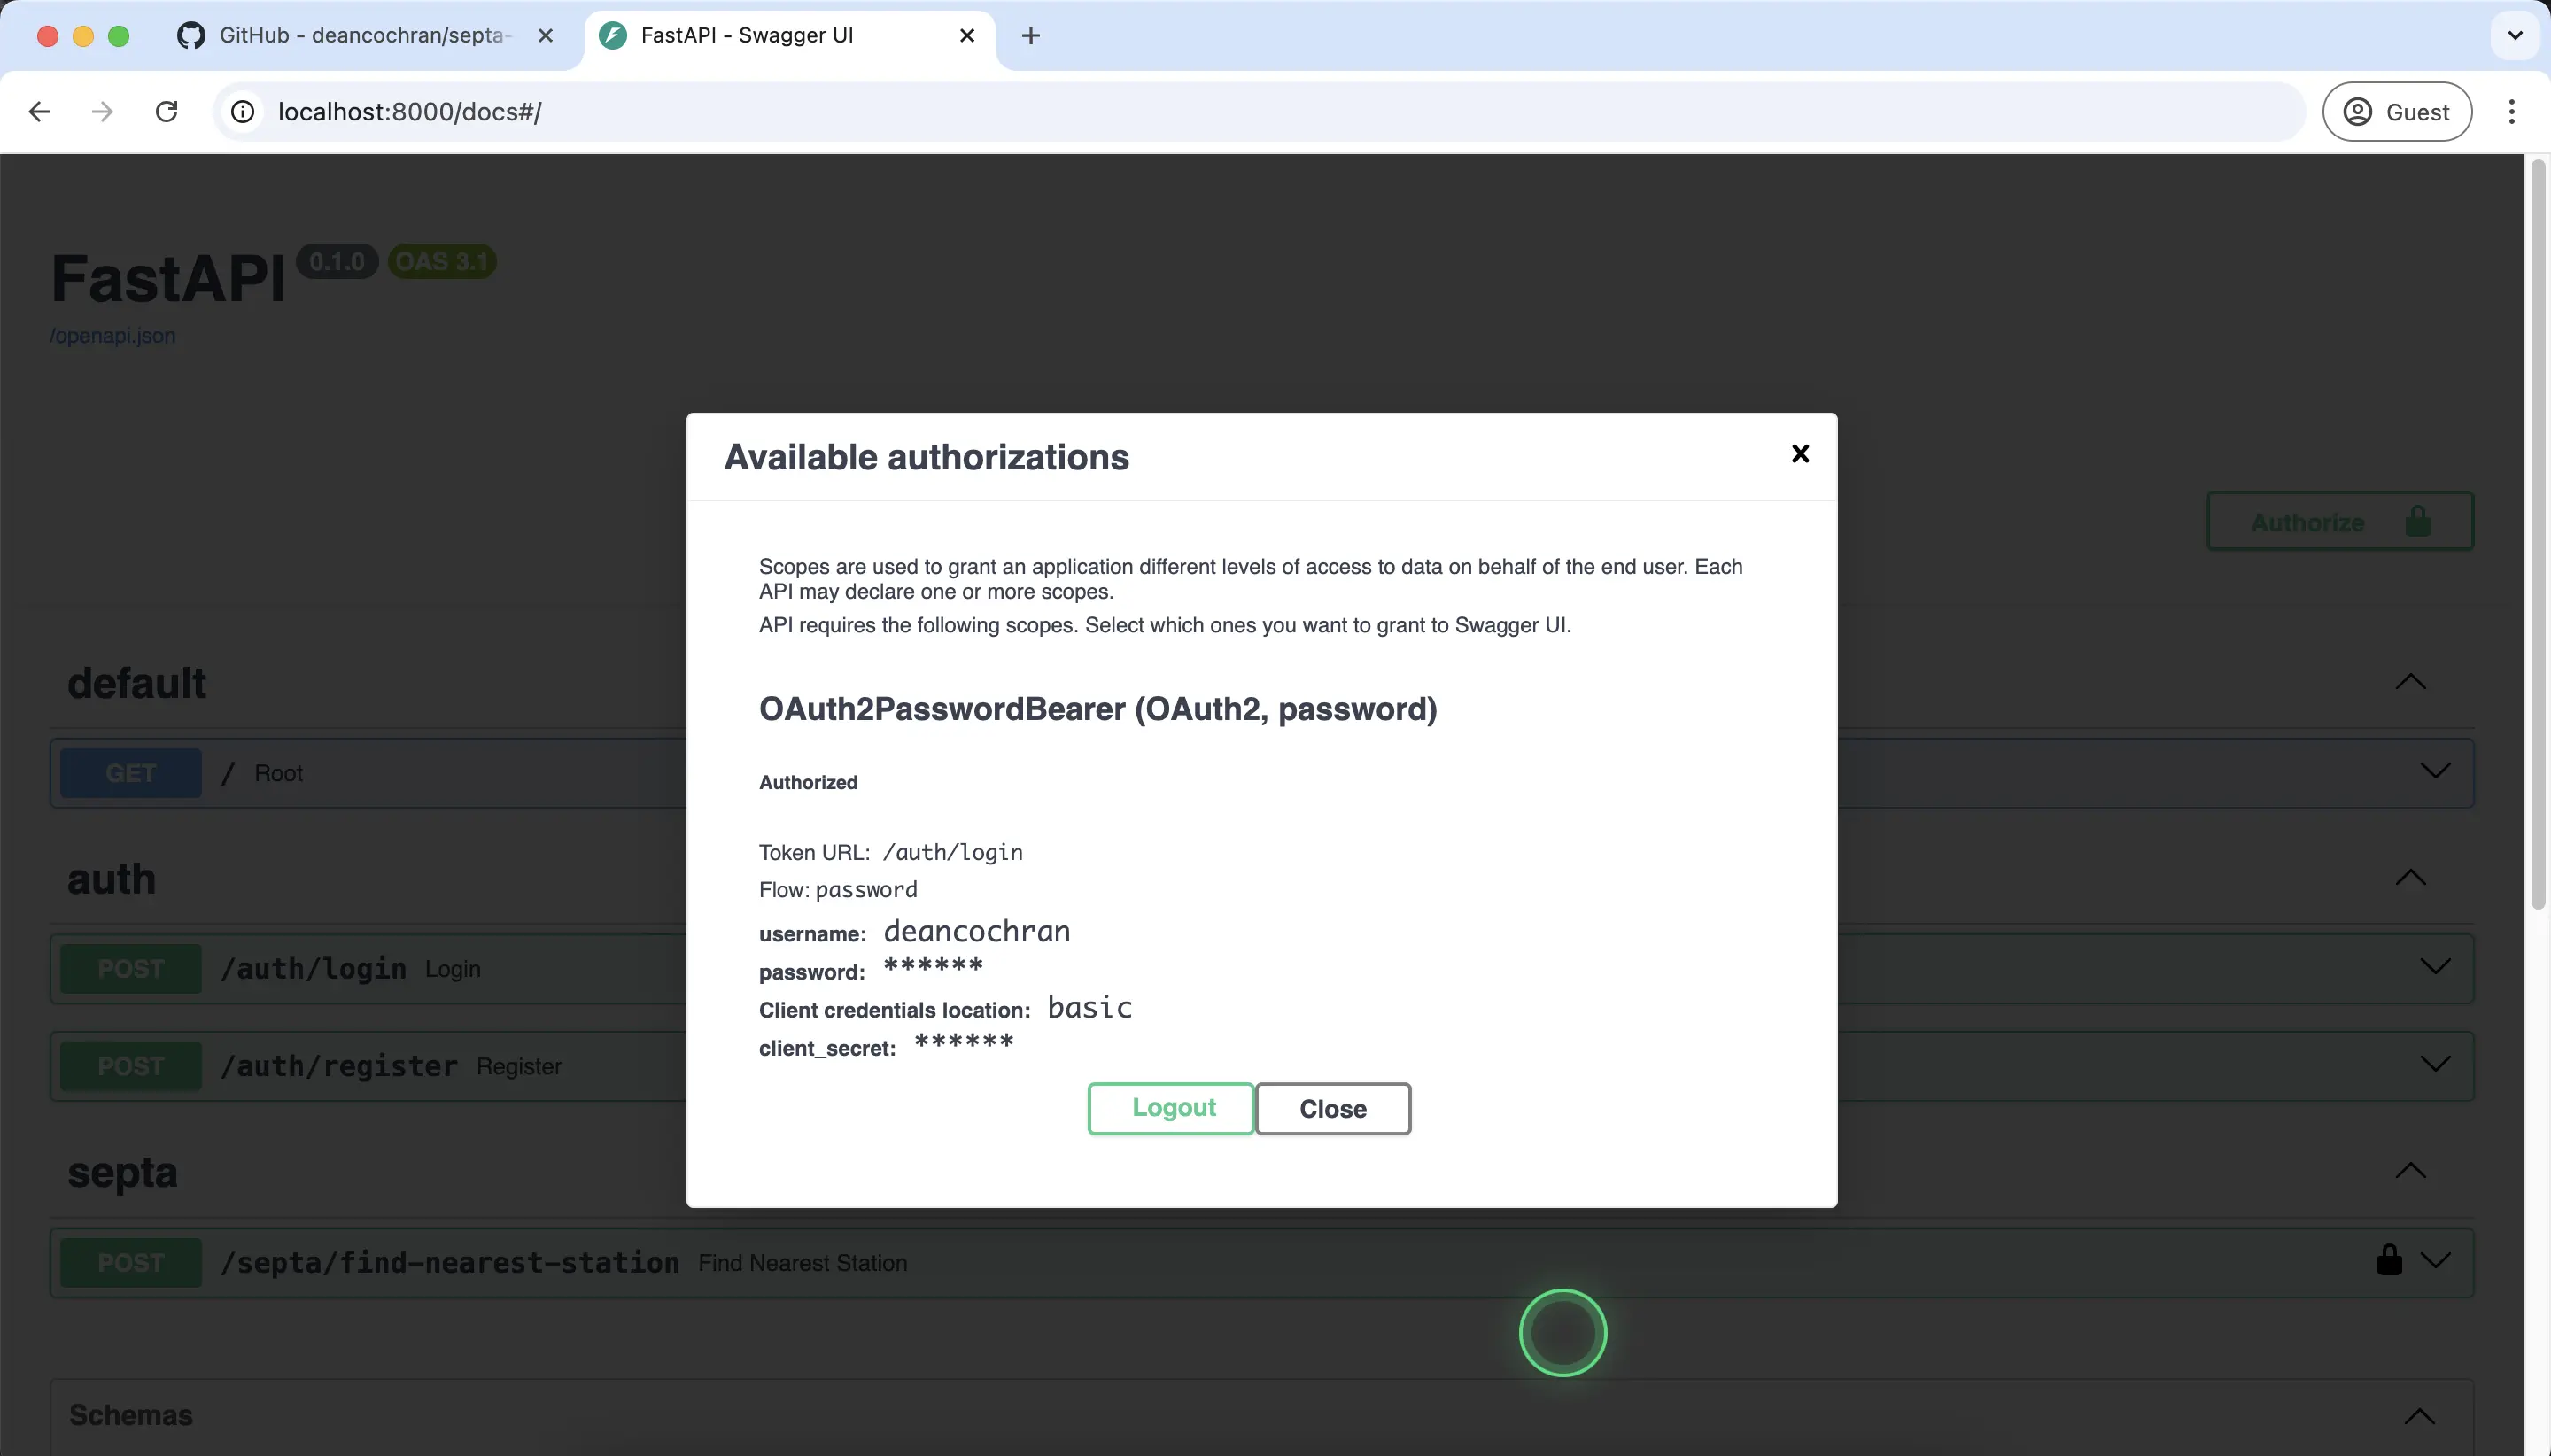 GitHub - deancochran/septa-
FastAPI - Swagger UI
localhost:8000/docs#/
Guest
FastAPI 0.1.0 OAS 3.1
/openapi.json
Available authorizations
Authorize
Scopes are used to grant an application different levels of access to data on behalf of the end user. Each
API may declare one or more scopes.
API requires the following scopes. Select which ones you want to grant to Swagger UI.
default
OAuth2PasswordBearer (OAuth2, password)
GET / Root
Authorized
Token URL: /auth/login
auth
Flow: password
username: deancochran
POST /auth/login Login
password: ******
Client credentials location: basic
client_secret: ******
POST /auth/register Register
Logout Close
septa
POST /septa/find-nearest-station Find Nearest Station
Schemas